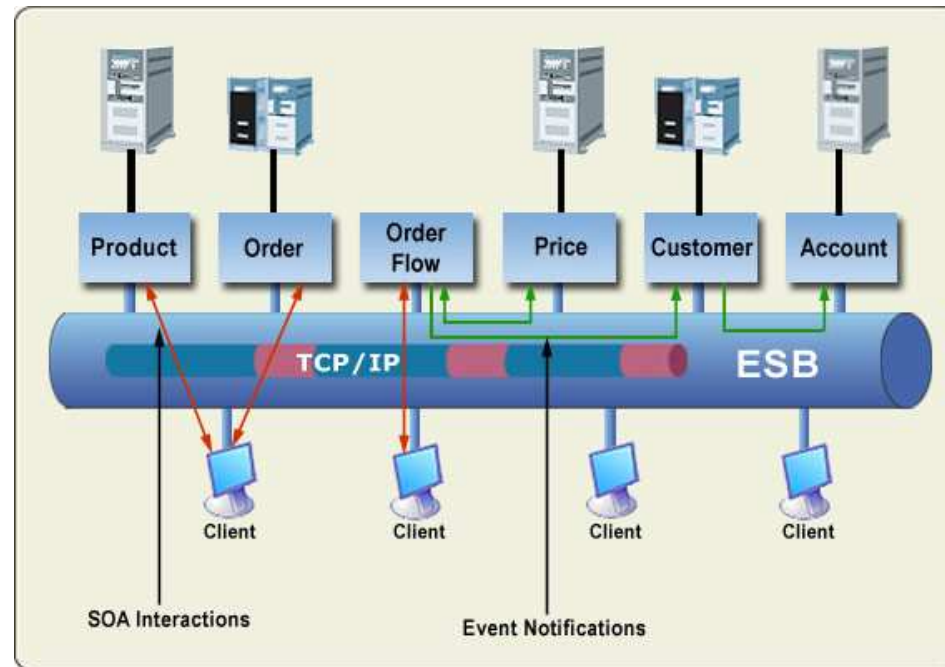 Product
Order
Order
Flow
Price
Customer
Account
TCP/IP
ESB
Client
Client
Client
Client
SOA Interactions
Event Notifications